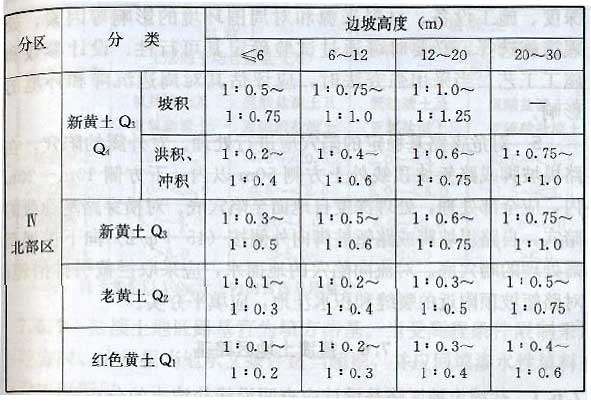 分区 分 类 边坡高度 (m)
≤6 6～12 12～20 20～30
Ⅳ
北部区
新黄土 Q₃
Q₄
坡积 1∶0.5～ 1∶0.75～ 1∶1.0～ —
1∶0.75 1∶1.0 1∶1.25
洪积、 1∶0.2～ 1∶0.4～ 1∶0.6～ 1∶0.75～
冲积 1∶0.4 1∶0.6 1∶0.75 1∶1.0
新黄土 Q₃ 1∶0.3～ 1∶0.5～ 1∶0.6～ 1∶0.75～
1∶0.5 1∶0.6 1∶0.75 1∶1.0
老黄土 Q₂ 1∶0.1～ 1∶0.2～ 1∶0.3～ 1∶0.5～
1∶0.3 1∶0.4 1∶0.5 1∶0.75
红色黄土 Q₁ 1∶0.1～ 1∶0.2～ 1∶0.3～ 1∶0.4～
1∶0.2 1∶0.3 1∶0.4 1∶0.6